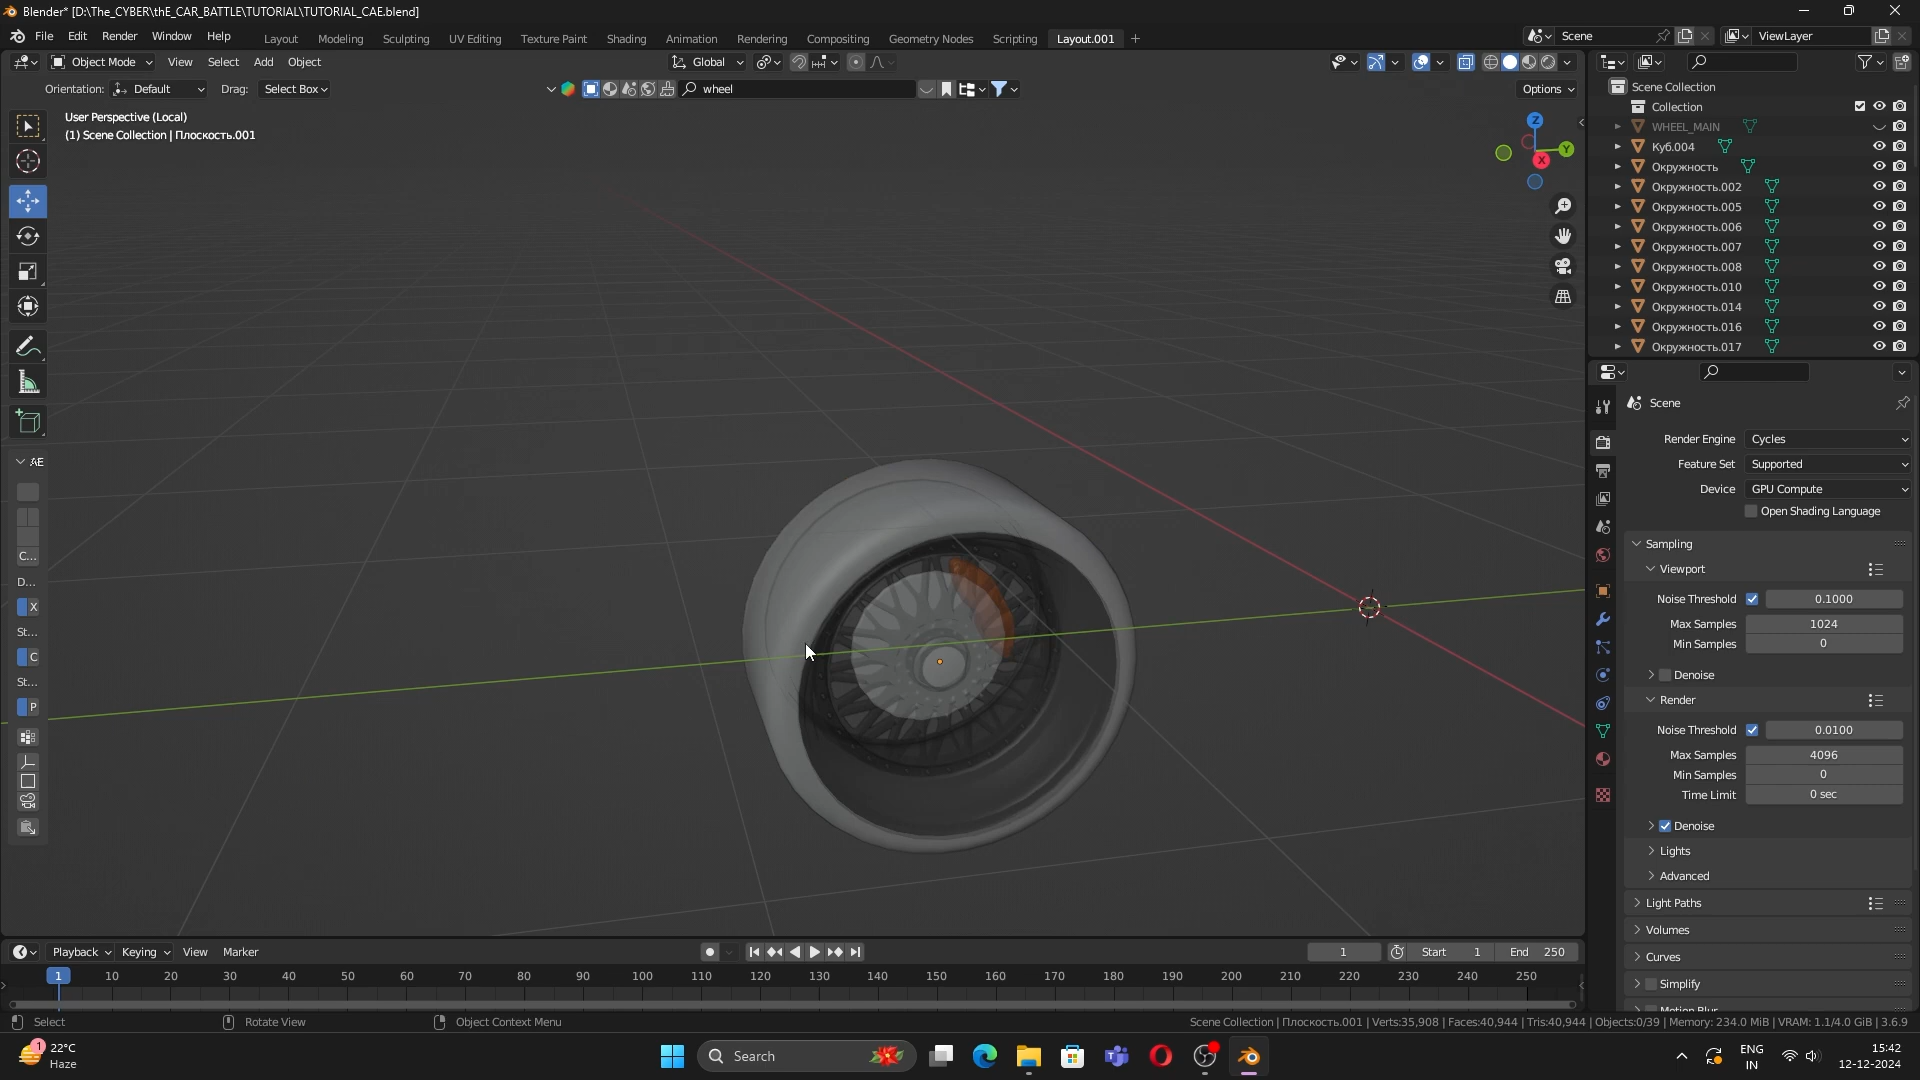 Blender* [D:\The_CYBER\thE_CAR_BATTLE\TUTORIAL\TUTORIAL_CAE.blend]
File Edit Render Window Help
Layout Modeling Sculpting UV Editing Texture Paint Shading Animation Rendering Compositing Geometry Nodes Scripting Layout.001 +
Scene
ViewLayer
Object Mode View Select Add Object
Global
Orientation: Default Drag: Select Box
wheel
Options
User Perspective (Local)
(1) Scene Collection | Плоскость.001
Z
Y
X
AE
C...
D...
X
St...
C
St...
P
Scene Collection
Collection
WHEEL_MAIN
Куб.004
Окружность
Окружность.002
Окружность.005
Окружность.006
Окружность.007
Окружность.008
Окружность.010
Окружность.014
Окружность.016
Окружность.017
Scene
Render Engine Cycles
Feature Set Supported
Device GPU Compute
Open Shading Language
Sampling
Viewport
Noise Threshold 0.1000
Max Samples 1024
Min Samples 0
Denoise
Render
Noise Threshold 0.0100
Max Samples 4096
Min Samples 0
Time Limit 0 sec
Denoise
Lights
Advanced
Light Paths
Volumes
Curves
Simplify
Motion Blur
Playback Keying View Marker
1
Start 1 End 250
1 10 20 30 40 50 60 70 80 90 100 110 120 130 140 150 160 170 180 190 200 210 220 230 240 250
Select Rotate View Object Context Menu
Scene Collection | Плоскость.001 | Verts:35,908 | Faces:40,944 | Tris:40,944 | Objects:0/39 | Memory: 234.0 MiB | VRAM: 1.1/4.0 GiB | 3.6.9
1
22°C
Haze
Search
ENG
IN
15:42
12-12-2024